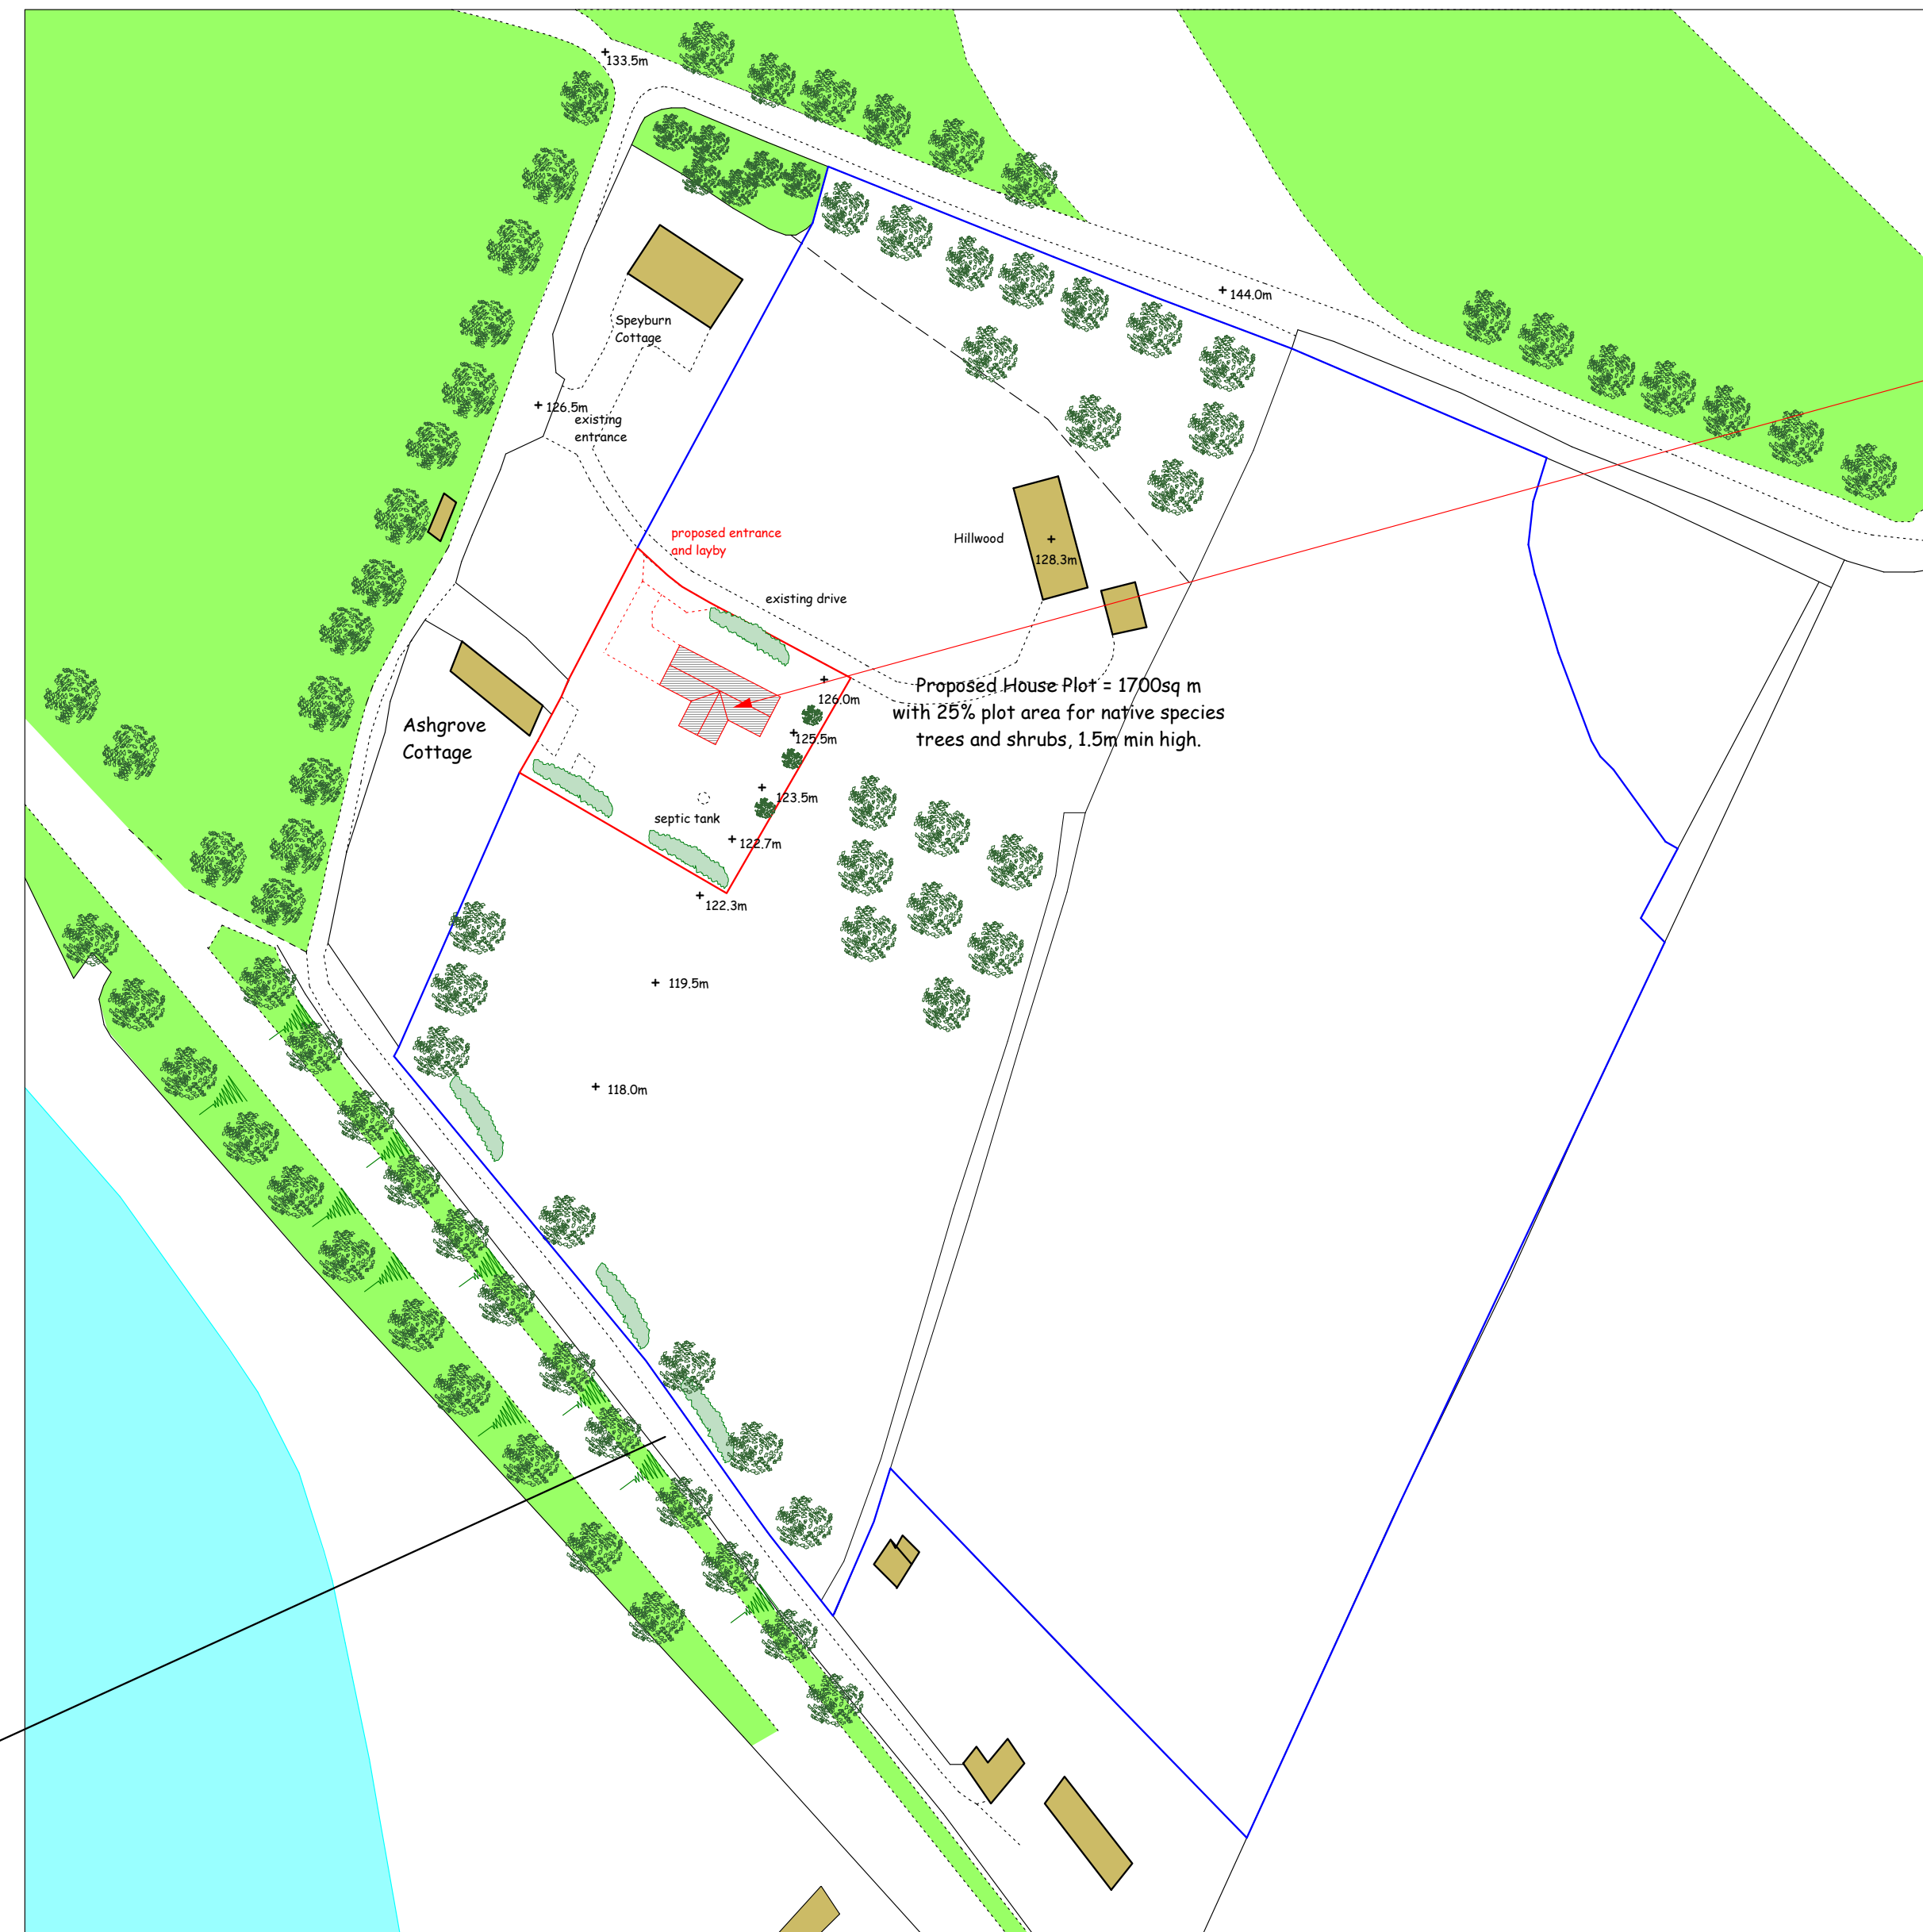 133.5m
144.0m
Speyburn
Cottage
126.5m
existing
entrance
proposed entrance
and layby
Hillwood
128.3m
existing drive
Proposed House Plot = 1700sq m
with 25% plot area for native species
trees and shrubs, 1.5m min high.
126.0m
125.5m
Ashgrove
Cottage
123.5m
septic tank
122.7m
122.3m
119.5m
118.0m